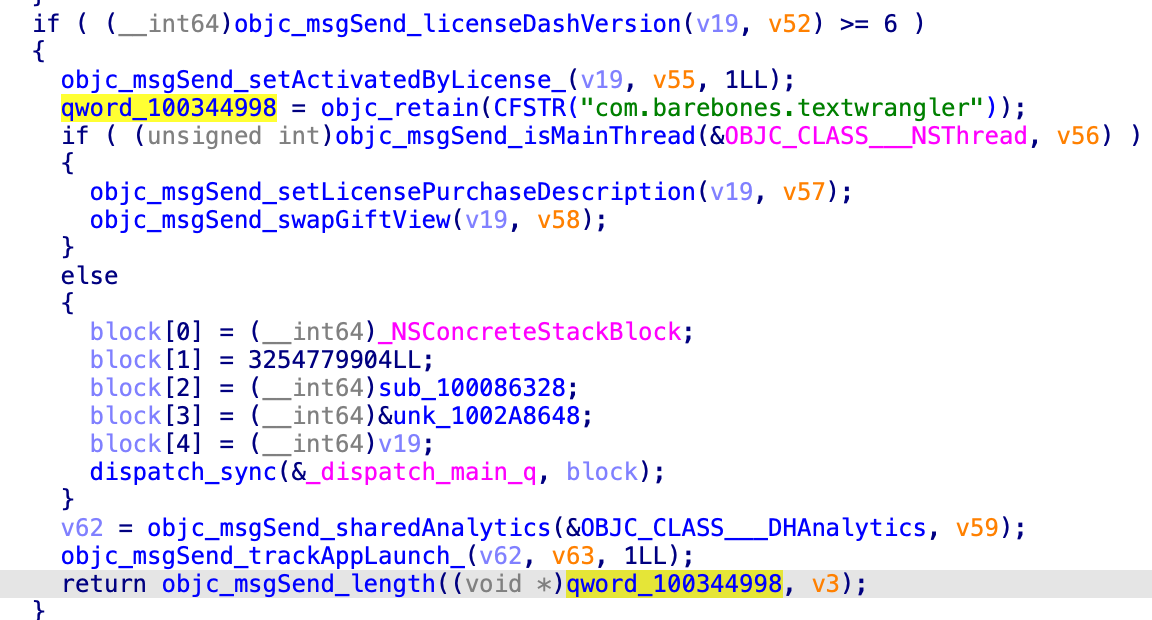 if ( (__int64)objc_msgSend_licenseDashVersion(v19, v52) >= 6 )
{
objc_msgSend_setActivatedByLicense_(v19, v55, 1LL);
qword_100344998 = objc_retain(CFSTR("com.barebones.textwrangler"));
if ( (unsigned int)objc_msgSend_isMainThread(&OBJC_CLASS___NSThread, v56) )
{
objc_msgSend_setLicensePurchaseDescription(v19, v57);
objc_msgSend_swapGiftView(v19, v58);
}
else
{
block[0] = (__int64)_NSConcreteStackBlock;
block[1] = 3254779904LL;
block[2] = (__int64)sub_100086328;
block[3] = (__int64)&unk_1002A8648;
block[4] = (__int64)v19;
dispatch_sync(&_dispatch_main_q, block);
}
v62 = objc_msgSend_sharedAnalytics(&OBJC_CLASS___DHAnalytics, v59);
objc_msgSend_trackAppLaunch_(v62, v63, 1LL);
return objc_msgSend_length((void *)qword_100344998, v3);
}